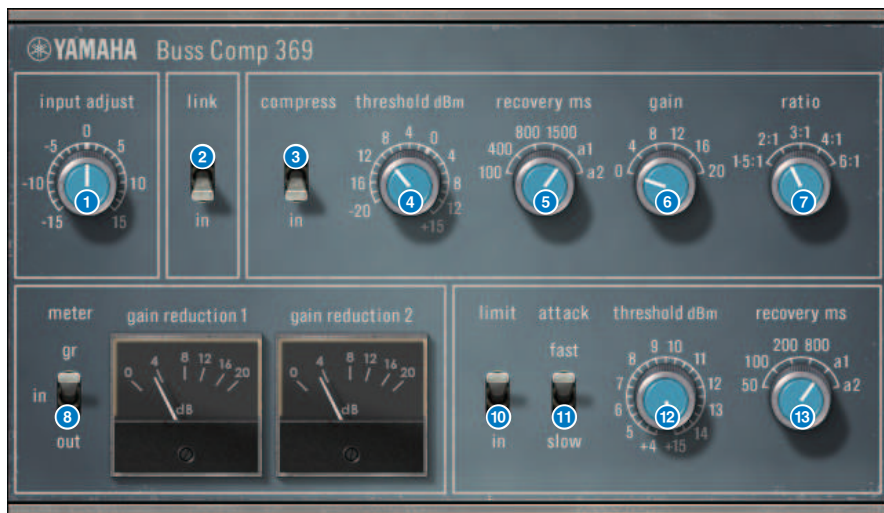 YAMAHA Buss Comp 369
input adjust
0
-5 5
-10 10
-15 15
1
link
2
in
compress
3
in
threshold dBm
4
8 0
12 4
16 8
-20 12
+15
4
recovery ms
800 1500
400 a1
100 a2
5
gain
8 12
4 16
0 20
6
ratio
3:1
2:1 4:1
1·5:1 6:1
7
meter
gr
in
8
out
gain reduction 1
0 4 8 12 16 20
dB
gain reduction 2
0 4 8 12 16 20
dB
limit
10
in
attack
fast
11
slow
threshold dBm
9 10
8 11
7 12
6 13
5 14
+4 +15
12
recovery ms
200 800
100 a1
50 a2
13